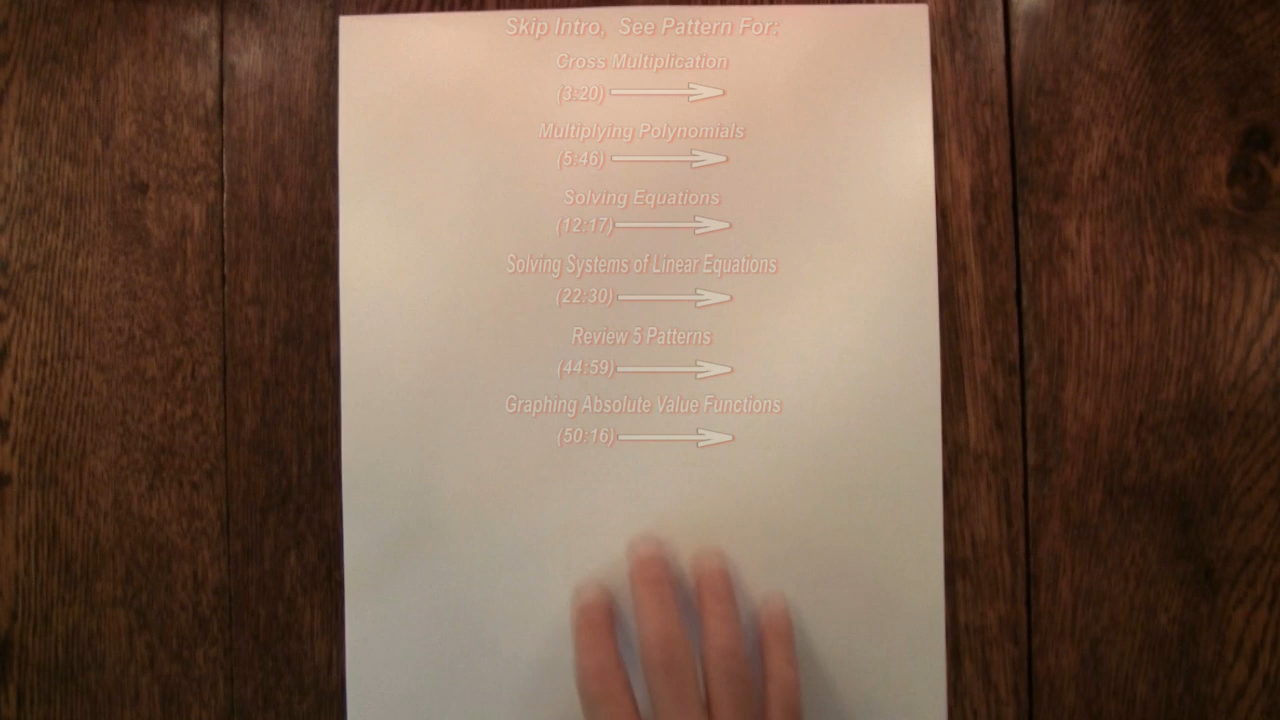 Skip Intro, See Pattern For:
Cross Multiplication
(3:20)
Multiplying Polynomials
(5:46)
Solving Equations
(12:17)
Solving Systems of Linear Equations
(22:30)
Review 5 Patterns
(44:59)
Graphing Absolute Value Functions
(50:16)